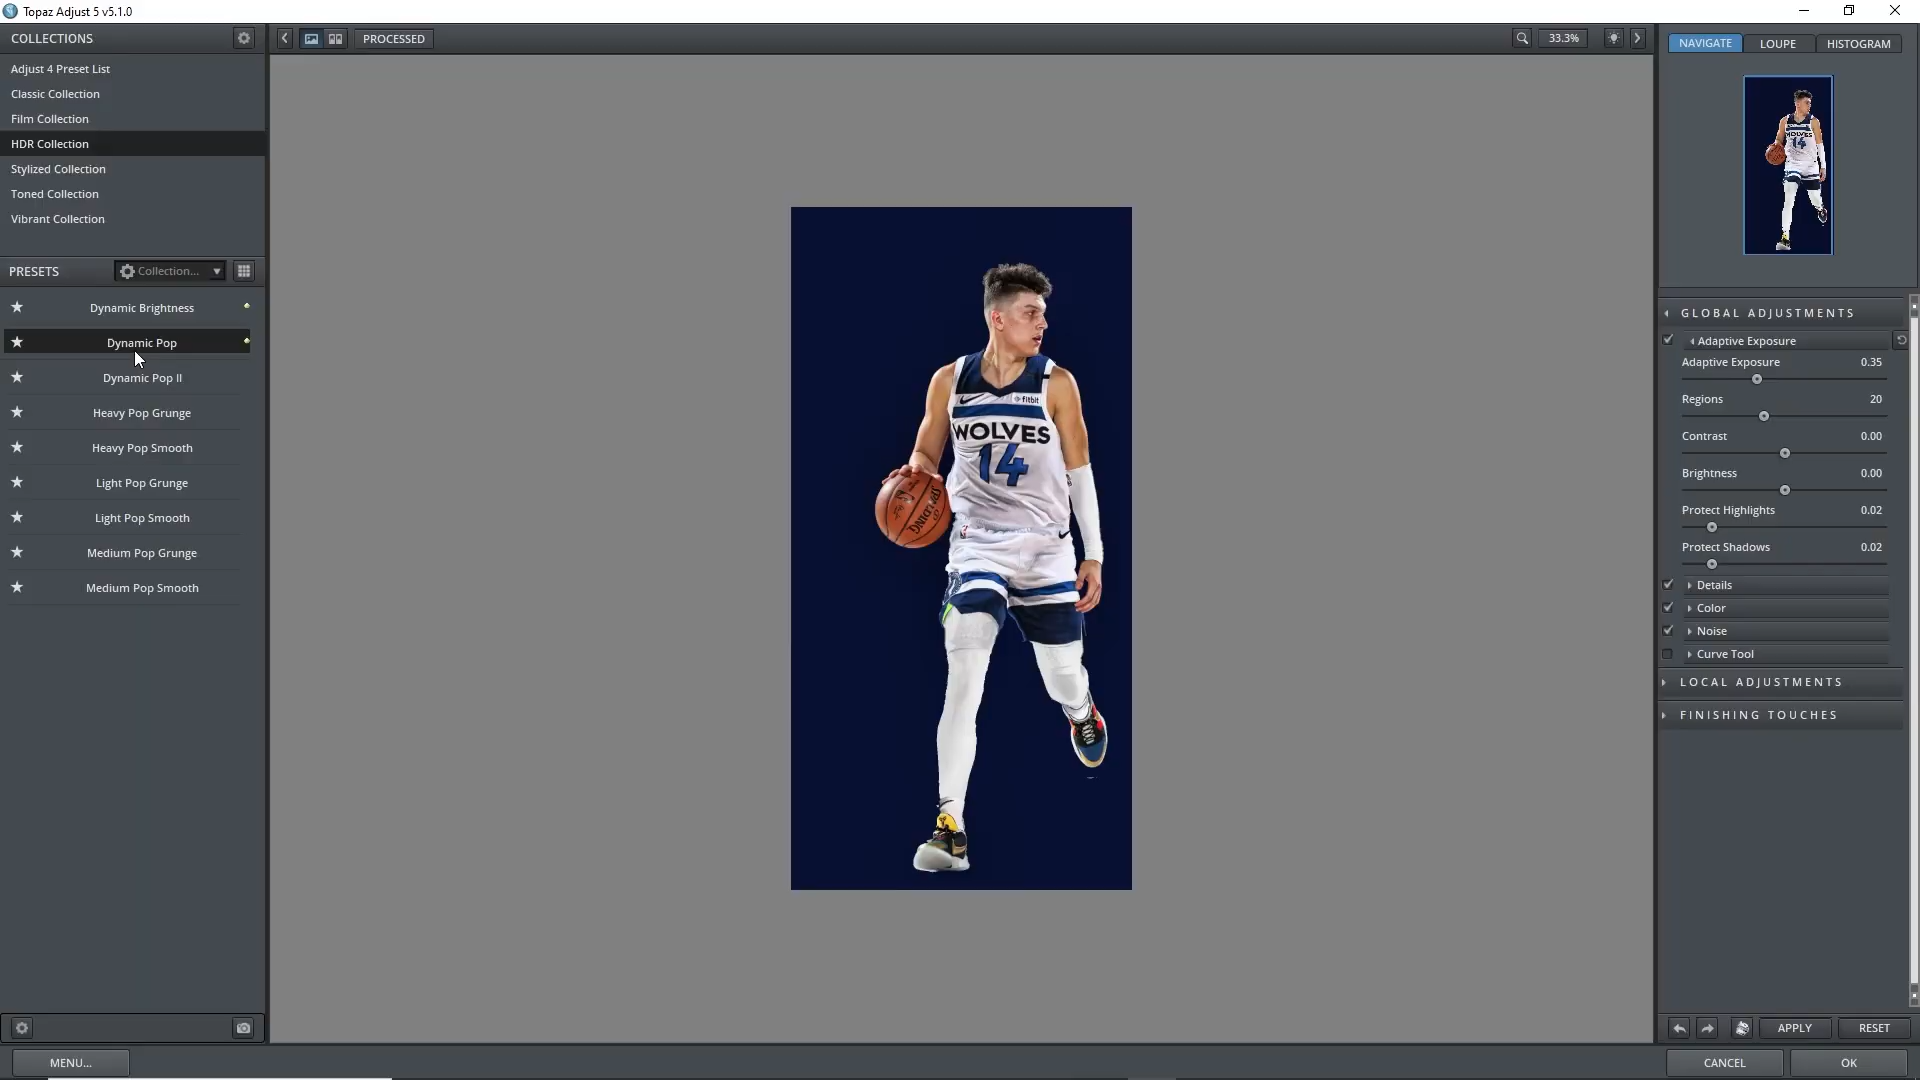 Topaz Adjust 5 v5.1.0
COLLECTIONS
Adjust 4 Preset List
Classic Collection
Film Collection
HDR Collection
Stylized Collection
Toned Collection
Vibrant Collection
PRESETS
Collection...
Dynamic Brightness
Dynamic Pop
Dynamic Pop II
Heavy Pop Grunge
Heavy Pop Smooth
Light Pop Grunge
Light Pop Smooth
Medium Pop Grunge
Medium Pop Smooth
MENU...
PROCESSED
33.3%
fitbit
WOLVES
14
SPALDING
NAVIGATE
LOUPE
HISTOGRAM
WOLVES
14
GLOBAL ADJUSTMENTS
Adaptive Exposure
Adaptive Exposure 0.35
Regions 20
Contrast 0.00
Brightness 0.00
Protect Highlights 0.02
Protect Shadows 0.02
Details
Color
Noise
Curve Tool
LOCAL ADJUSTMENTS
FINISHING TOUCHES
APPLY
RESET
CANCEL
OK